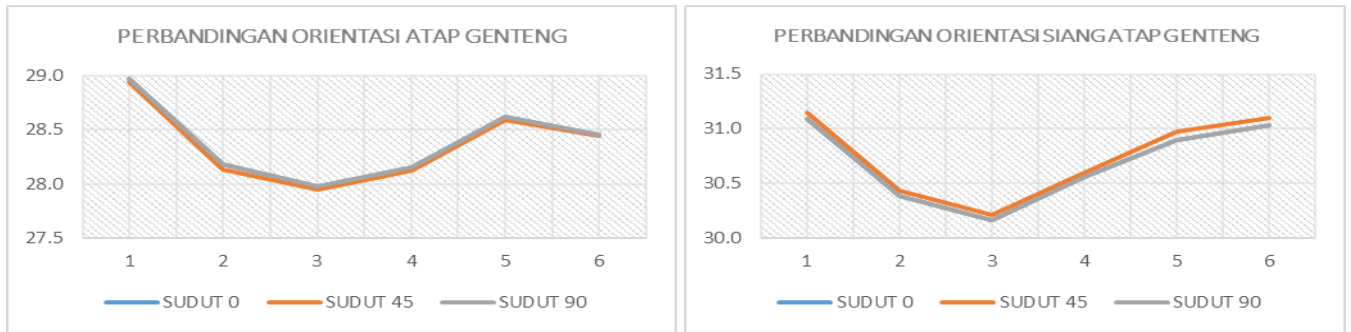 PERBANDINGAN ORIENTASI ATAP GENTENG
29.0
28.5
28.0
27.5
1 2 3 4 5 6
SUDUT 0 SUDUT 45 SUDUT 90
PERBANDINGAN ORIENTASI SIANG ATAP GENTENG
31.5
31.0
30.5
30.0
1 2 3 4 5 6
SUDUT 0 SUDUT 45 SUDUT 90